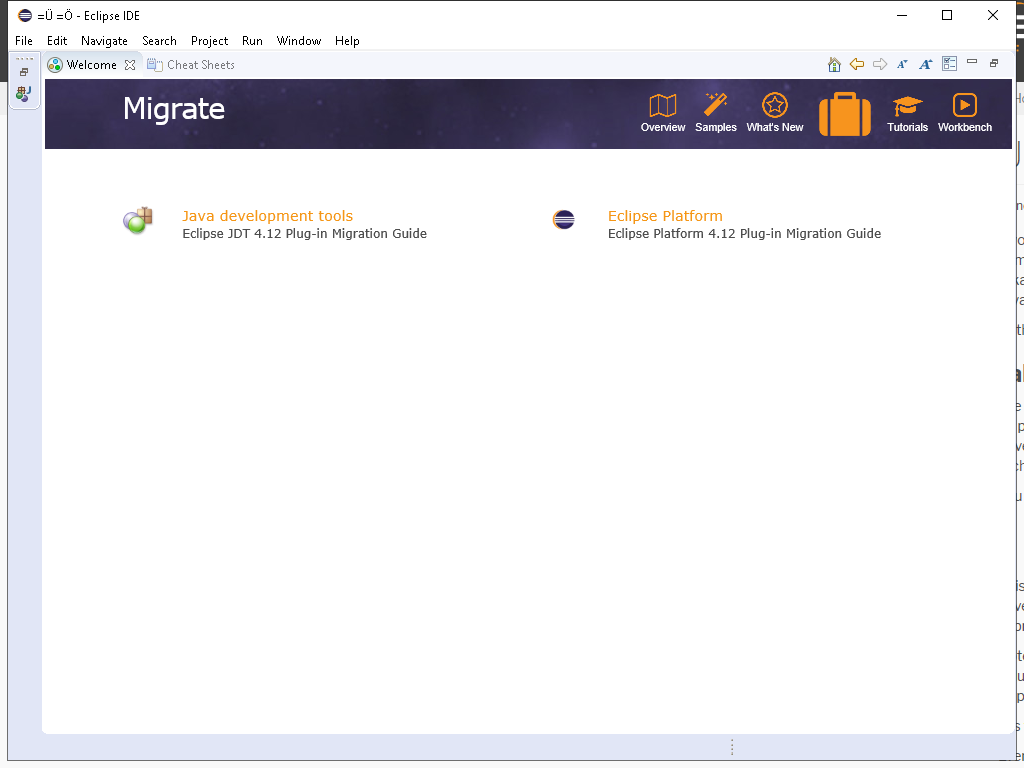 =Ü =Ö - Eclipse IDE
File Edit Navigate Search Project Run Window Help
Welcome Cheat Sheets
Migrate
Overview Samples What's New Tutorials Workbench
Java development tools
Eclipse JDT 4.12 Plug-in Migration Guide
Eclipse Platform
Eclipse Platform 4.12 Plug-in Migration Guide